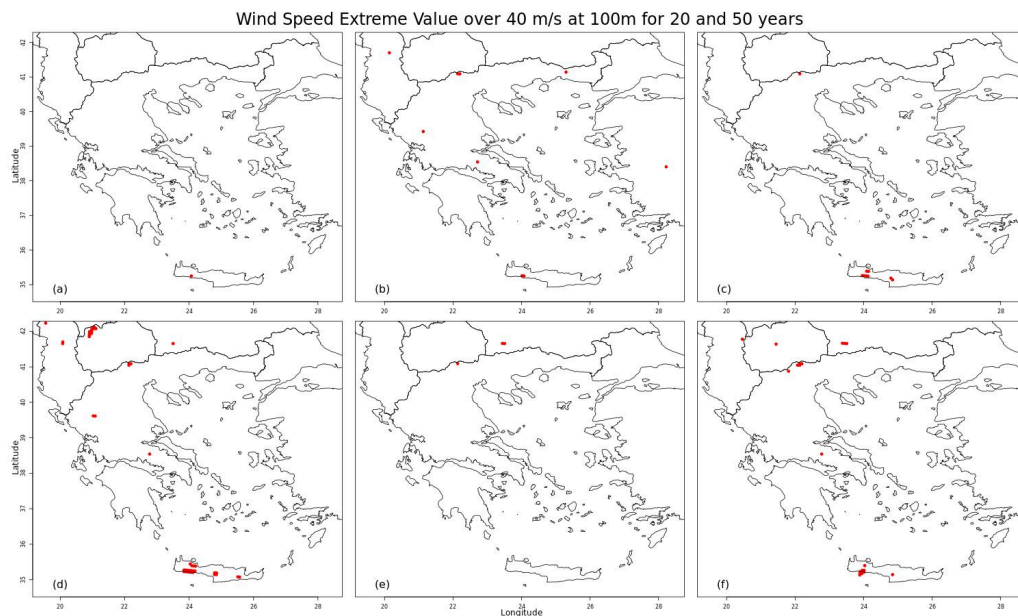 Wind Speed Extreme Value over 40 m/s at 100m for 20 and 50 years
42
41
40
39
38
37
36
35
Latitude
(a)
(b)
(c)
20 22 24 26 28
20 22 24 26 28
20 22 24 26 28
42
41
40
39
38
37
36
35
Latitude
(d)
(e)
(f)
20 22 24 26 28
20 22 24 26 28
20 22 24 26 28
Longitude